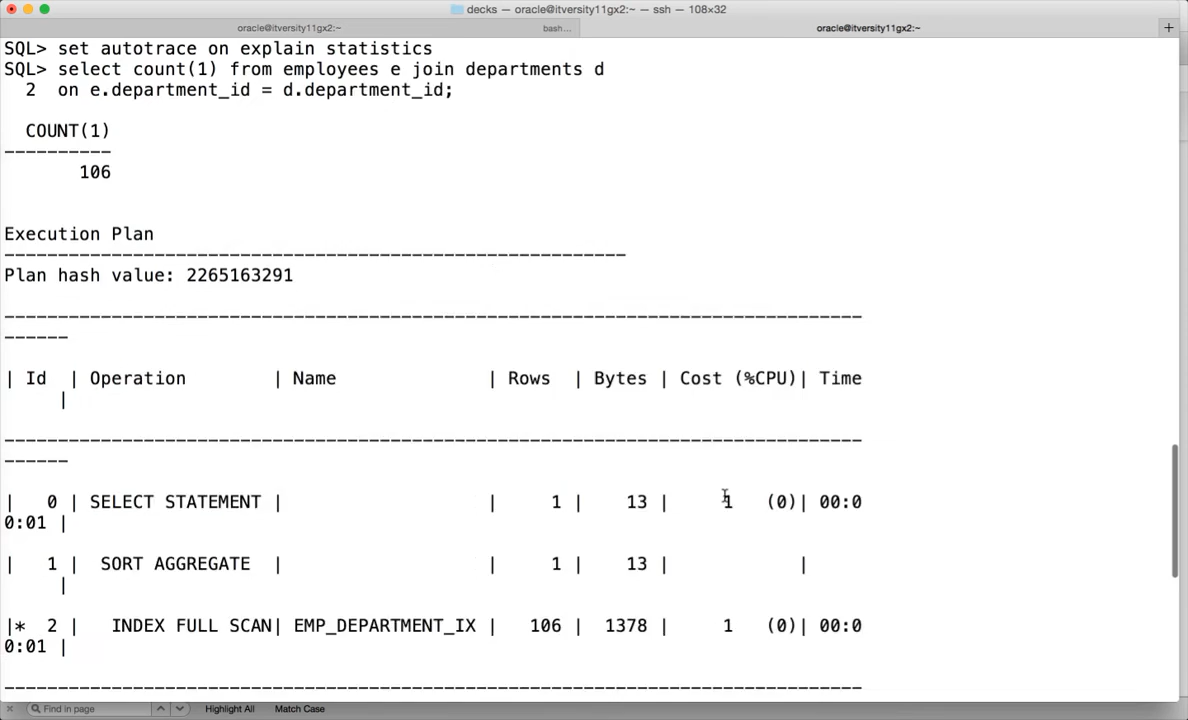 decks — oracle@itversity11gx2:~ — ssh — 108×32
oracle@itversity11gx2:~ bash... oracle@itversity11gx2:~ +
SQL> set autotrace on explain statistics
SQL> select count(1) from employees e join departments d
  2  on e.department_id = d.department_id;
  COUNT(1)
----------
       106
Execution Plan
----------------------------------------------------------
Plan hash value: 2265163291
--------------------------------------------------------------------------------
------
| Id  | Operation        | Name              | Rows  | Bytes | Cost (%CPU)| Time
     |
--------------------------------------------------------------------------------
------
|   0 | SELECT STATEMENT |                   |     1 |    13 |     1   (0)| 00:0
0:01 |
|   1 |  SORT AGGREGATE  |                   |     1 |    13 |            |
     |
|*  2 |   INDEX FULL SCAN| EMP_DEPARTMENT_IX |   106 |  1378 |     1   (0)| 00:0
0:01 |
--------------------------------------------------------------------------------
Find in page Highlight All Match Case